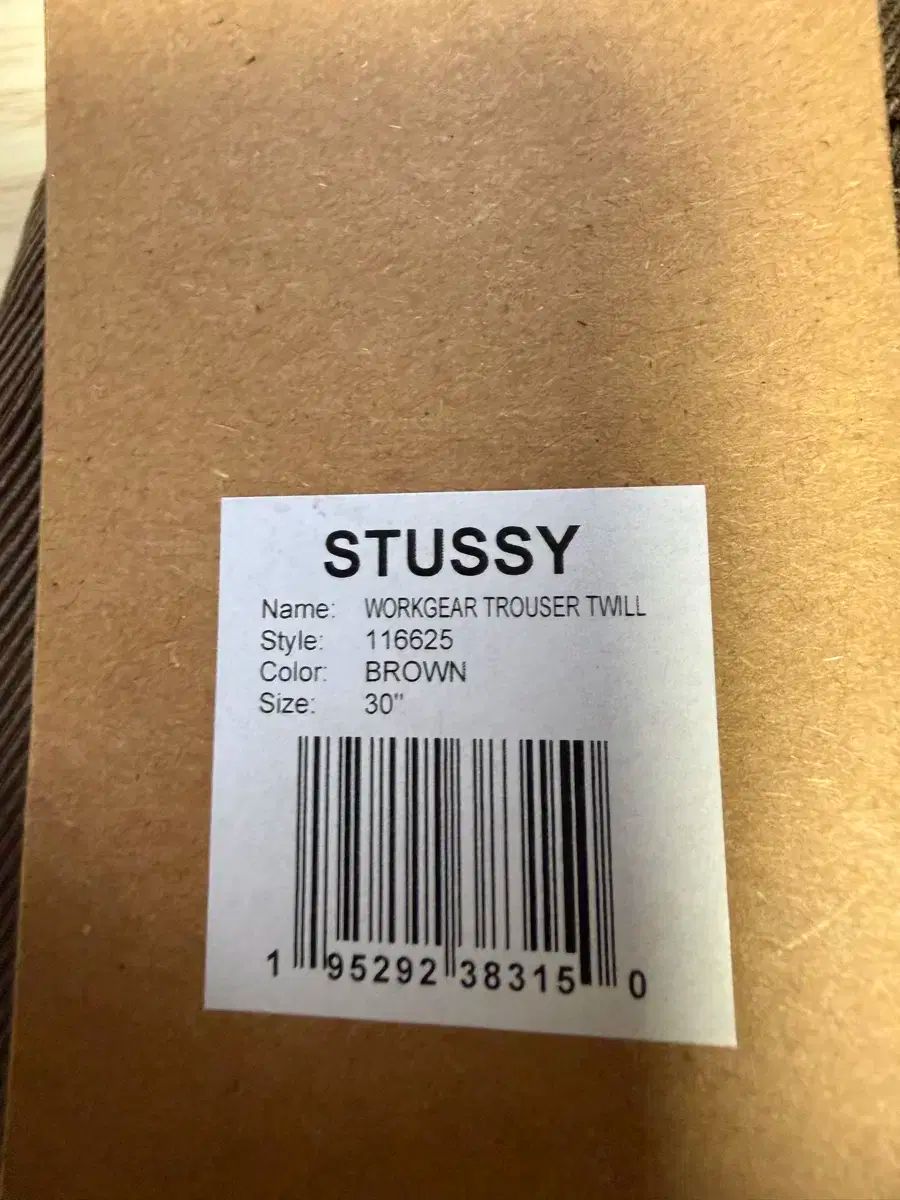 STUSSY
Name: WORKGEAR TROUSER TWILL
Style: 116625
Color: BROWN
Size: 30"
1 95292 38315 0